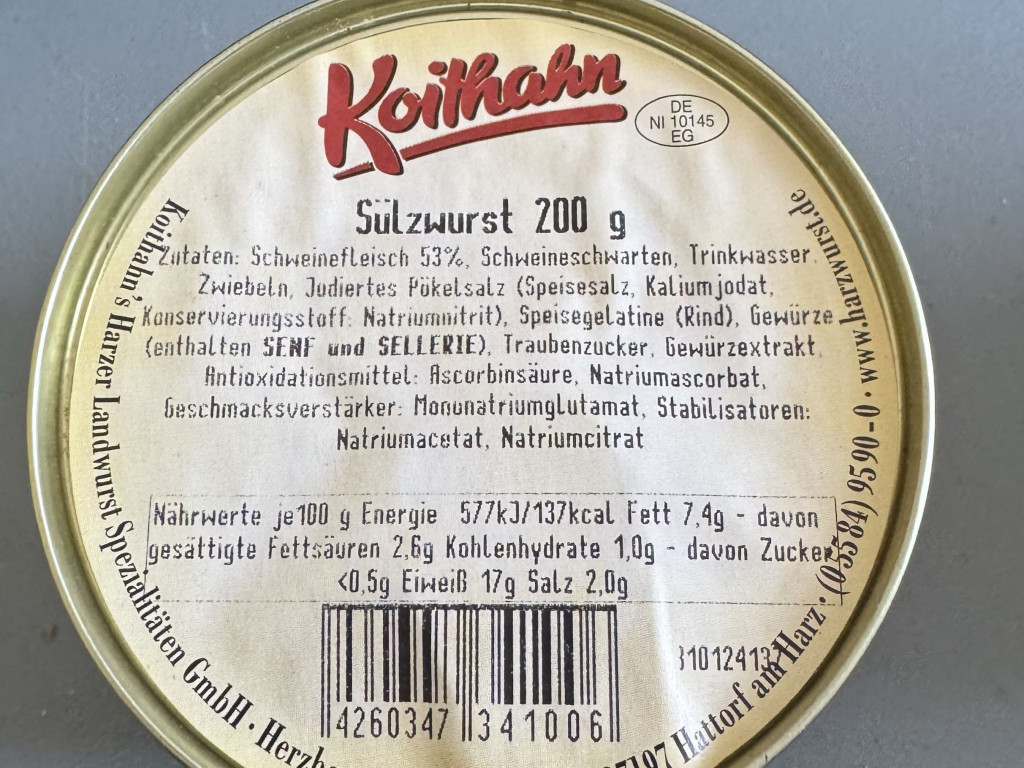 Koithahn
DE
NI 10145
EG
Sülzwurst 200 g
Zutaten: Schweinefleisch 53%, Schweineschwarten, Trinkwasser,
Zwiebeln, Jodiertes Pökelsalz (Speisesalz, Kaliumjodat,
Konservierungsstoff: Natriumnitrit), Speisegelatine (Rind), Gewürze
(enthalten SENF und SELLERIE), Traubenzucker, Gewürzextrakt,
Antioxidationsmittel: Ascorbinsäure, Natriumascorbat,
Geschmacksverstärker: Mononatriumglutamat, Stabilisatoren:
Natriumacetat, Natriumcitrat
Nährwerte je100 g Energie 577kJ/137kcal Fett 7,4g - davon
gesättigte Fettsäuren 2,6g Kohlenhydrate 1,0g - davon Zucker
<0,5g Eiweiß 17g Salz 2,0g
4260347 341006
Koithahn's Harzer Landwurst Spezialitäten GmbH ·
Hattorf am Harz · (05584) 9590-0 · www.harzwurst.de